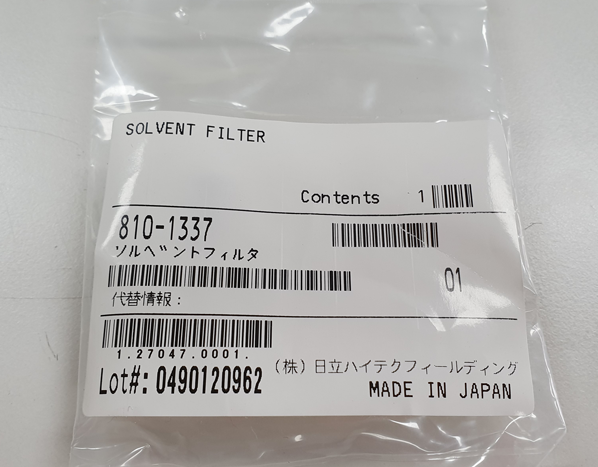 SOLVENT FILTER
Contents 1
810-1337
ソルベントフィルタ
01
代替情報：
1.27047.0001.
(株)日立ハイテクフィールディング
Lot#: 0490120962
MADE IN JAPAN